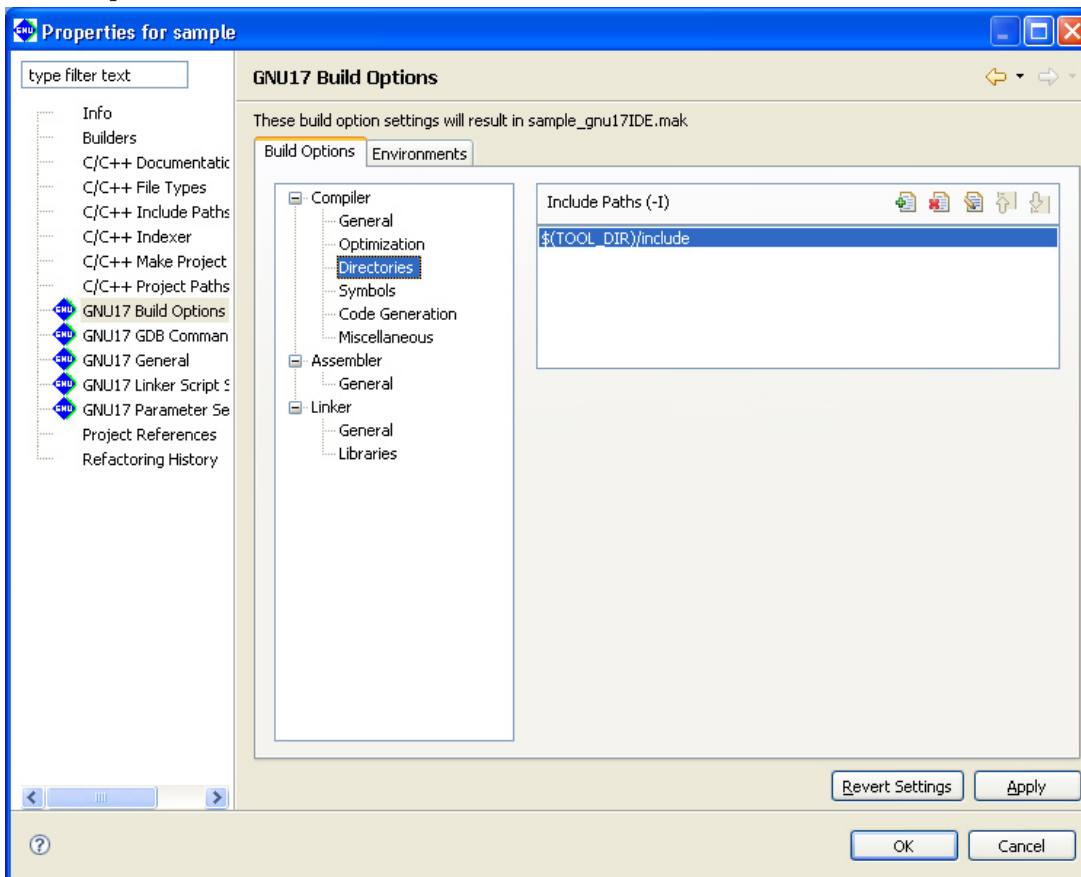 Properties for sample
type filter text
GNU17 Build Options
Info
Builders
C/C++ Documentatic
C/C++ File Types
C/C++ Include Paths
C/C++ Indexer
C/C++ Make Project
C/C++ Project Paths
GNU17 Build Options
GNU17 GDB Comman
GNU17 General
GNU17 Linker Script S
GNU17 Parameter Se
Project References
Refactoring History
These build option settings will result in sample_gnu17IDE.mak
Build Options Environments
Compiler
General
Optimization
Directories
Symbols
Code Generation
Miscellaneous
Assembler
General
Linker
General
Libraries
Include Paths (-I)
$(TOOL_DIR)/include
Revert Settings Apply
OK Cancel